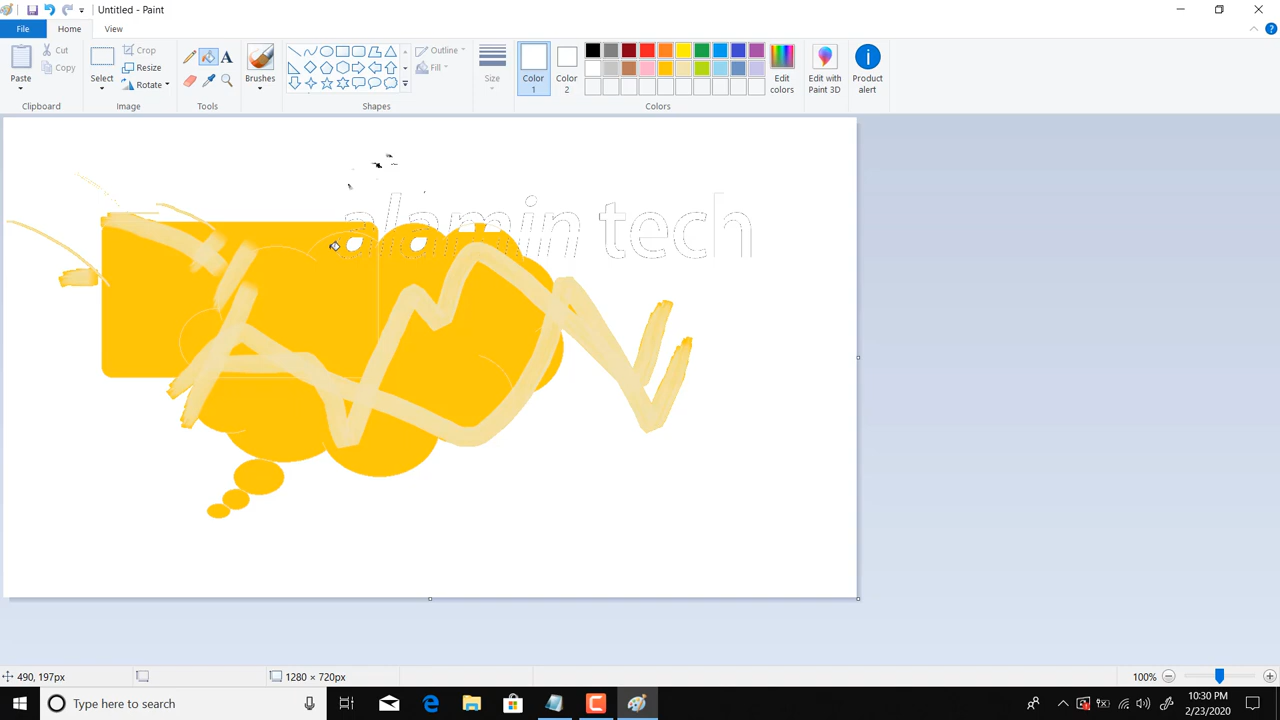 Untitled - Paint
File
Home
View
Paste
Cut
Copy
Clipboard
Select
Crop
Resize
Rotate
Image
Tools
Brushes
Outline
Fill
Shapes
Size
Color
1
Color
2
Colors
Edit
colors
Edit with
Paint 3D
Product
alert
alamin tech
490, 197px
1280 × 720px
100%
Type here to search
10:30 PM
2/23/2020